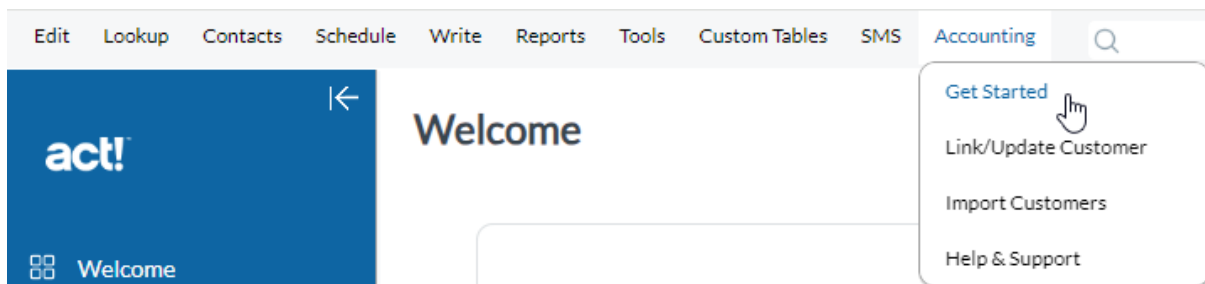 Edit Lookup Contacts Schedule Write Reports Tools Custom Tables SMS Accounting
Get Started
Link/Update Customer
Import Customers
Help & Support
act!
Welcome
Welcome